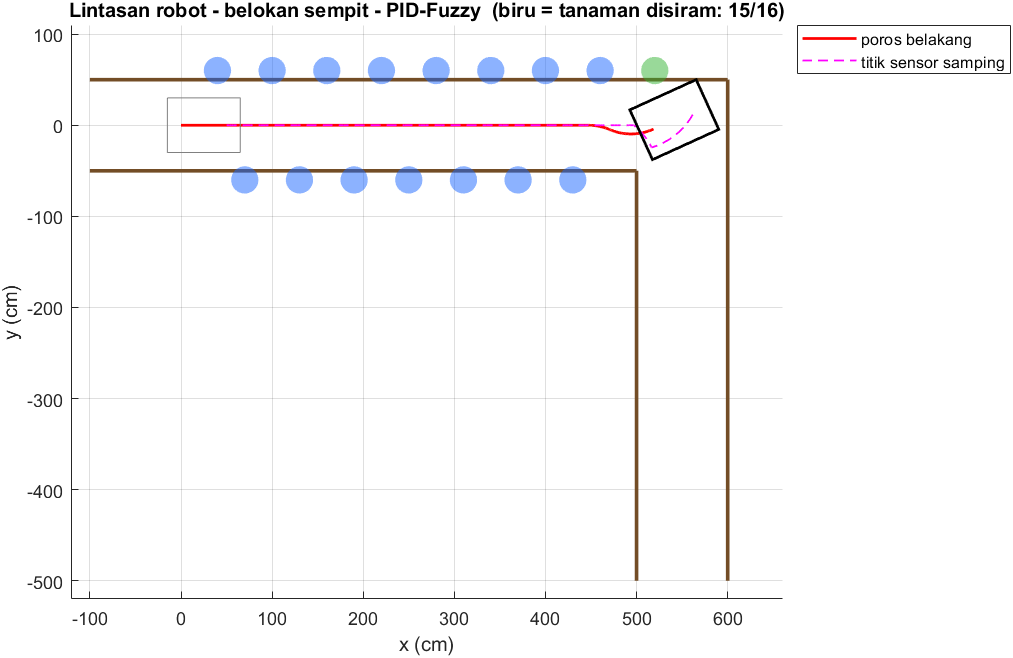 Lintasan robot - belokan sempit - PID-Fuzzy (biru = tanaman disiram: 15/16)
poros belakang
titik sensor samping
100
0
-100
-200
-300
-400
-500
y (cm)
-100 0 100 200 300 400 500 600
x (cm)